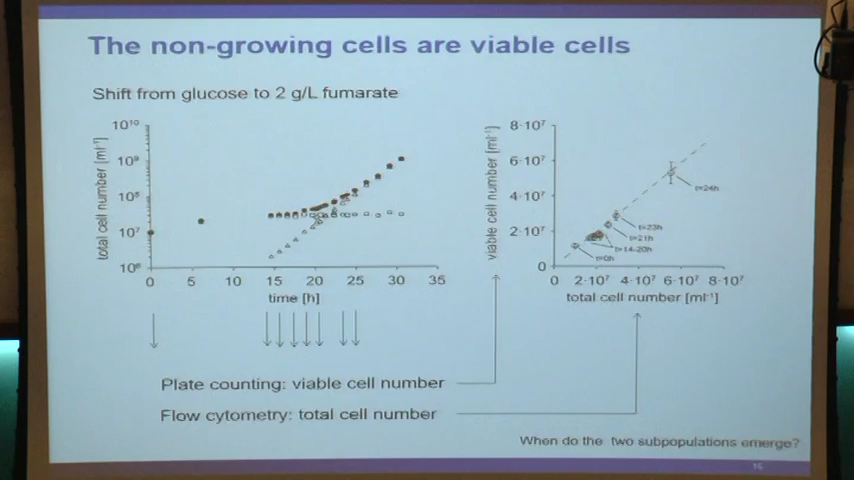 The non-growing cells are viable cells
Shift from glucose to 2 g/L fumarate
total cell number [ml⁻¹]
10¹⁰
10⁹
10⁸
10⁷
10⁶
0 5 10 15 20 25 30 35
time [h]
viable cell number [ml⁻¹]
8·10⁷
6·10⁷
4·10⁷
2·10⁷
0
t=24h
t=23h
t=21h
t=14-20h
t=0h
0 2·10⁷ 4·10⁷ 6·10⁷ 8·10⁷
total cell number [ml⁻¹]
Plate counting: viable cell number
Flow cytometry: total cell number
When do the two subpopulations emerge?
16